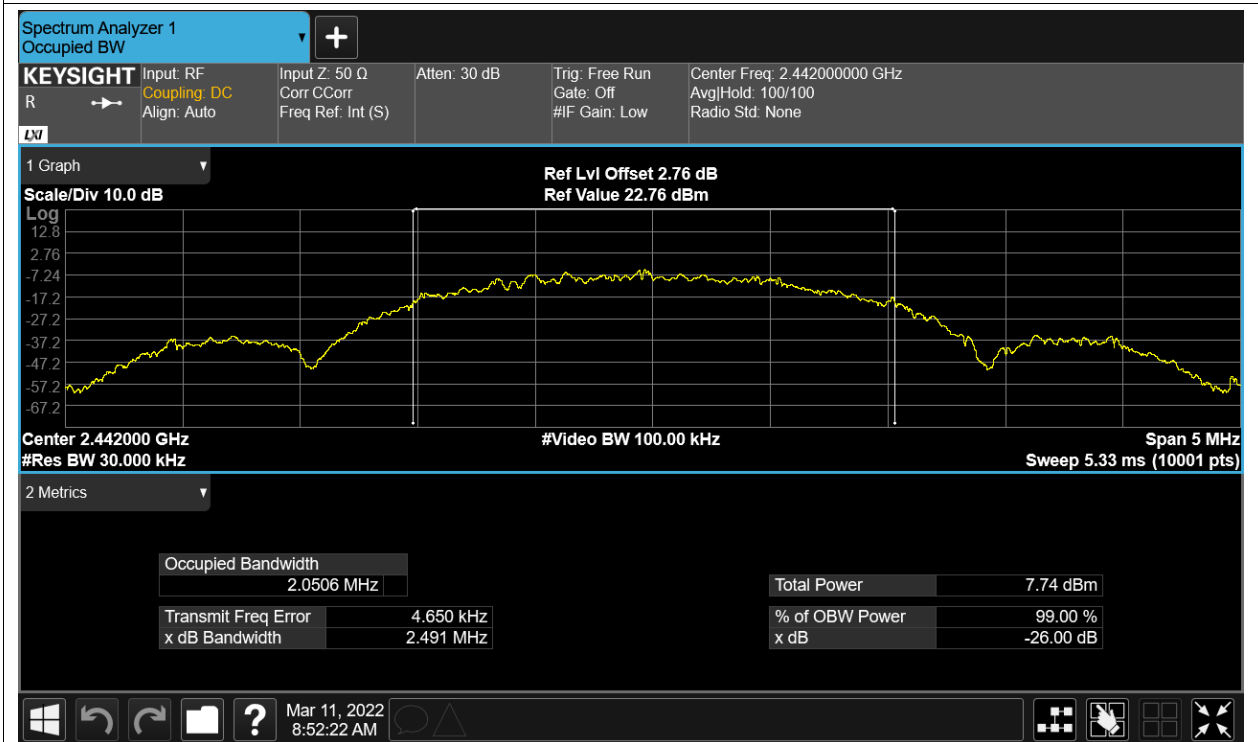 Spectrum Analyzer 1
Occupied BW
+
KEYSIGHT
R
LXI
Input: RF
Coupling: DC
Align: Auto
Input Z: 50 Ω
Corr CCorr
Freq Ref: Int (S)
Atten: 30 dB
Trig: Free Run
Gate: Off
#IF Gain: Low
Center Freq: 2.442000000 GHz
Avg|Hold: 100/100
Radio Std: None
1 Graph
Ref Lvl Offset 2.76 dB
Scale/Div 10.0 dB
Ref Value 22.76 dBm
Log
12.8
2.76
-7.24
-17.2
-27.2
-37.2
-47.2
-57.2
-67.2
Center 2.442000 GHz
#Video BW 100.00 kHz
Span 5 MHz
#Res BW 30.000 kHz
Sweep 5.33 ms (10001 pts)
2 Metrics
Occupied Bandwidth
2.0506 MHz
Total Power 7.74 dBm
Transmit Freq Error 4.650 kHz
% of OBW Power 99.00 %
x dB Bandwidth 2.491 MHz
x dB -26.00 dB
?
Mar 11, 2022
8:52:22 AM